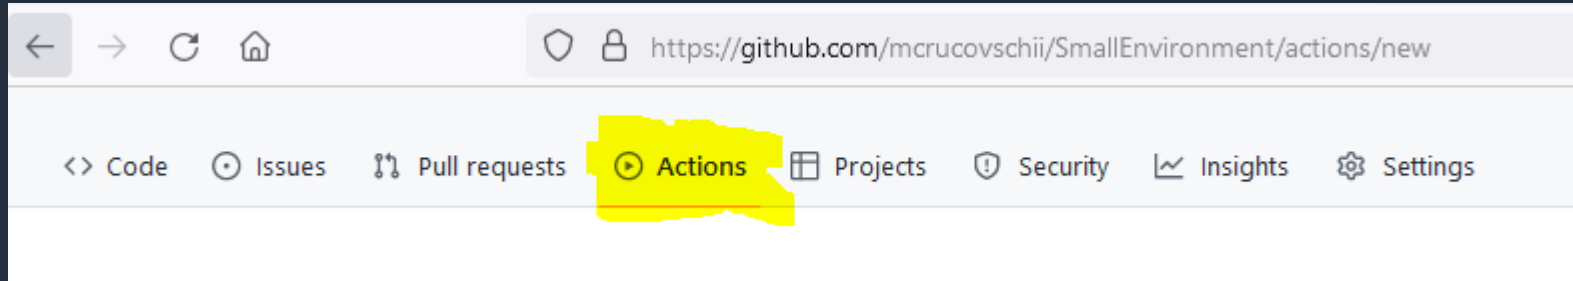 https://github.com/mcrucovschii/SmallEnvironment/actions/new
<> Code Issues Pull requests Actions Projects Security Insights Settings